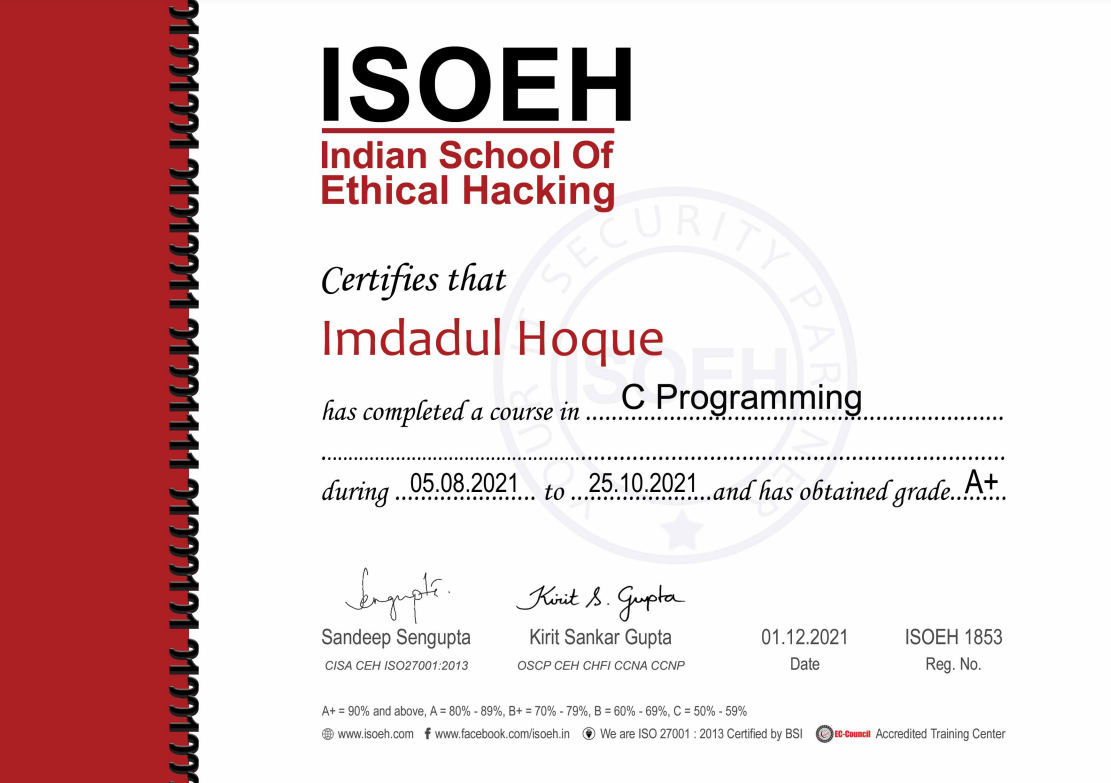 ISOEH
Indian School Of
Ethical Hacking
YOUR IT SECURITY PARTNER
ISOEH
Certifies that
Imdadul Hoque
has completed a course in ....C Programming....
during ....05.08.2021.... to ....25.10.2021....and has obtained grade....A+....
Sengupta. Kirit S. Gupta
Sandeep Sengupta Kirit Sankar Gupta 01.12.2021 ISOEH 1853
CISA CEH ISO27001:2013 OSCP CEH CHFI CCNA CCNP Date Reg. No.
A+ = 90% and above, A = 80% - 89%, B+ = 70% - 79%, B = 60% - 69%, C = 50% - 59%
www.isoeh.com f www.facebook.com/isoeh.in We are ISO 27001 : 2013 Certified by BSI EC-Council Accredited Training Center